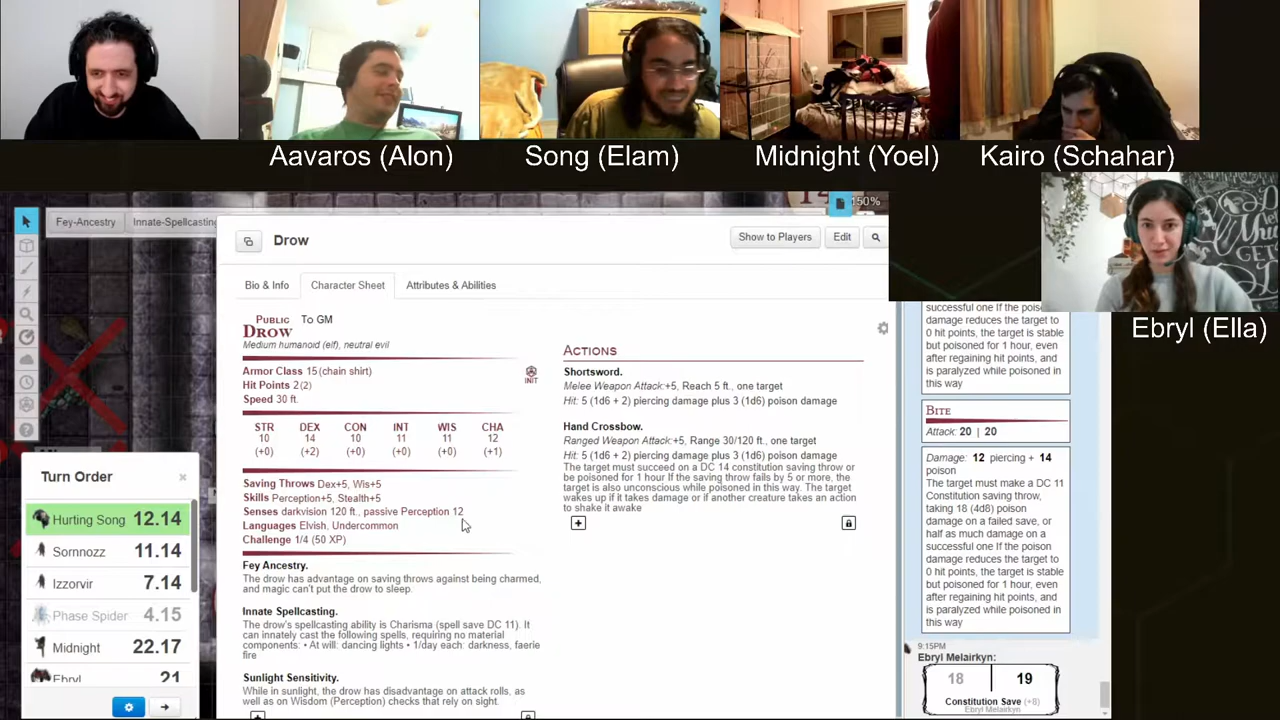 Aavaros (Alon)
Song (Elam)
Midnight (Yoel)
Kairo (Schahar)
Ebryl (Ella)
150%
Fey-Ancestry
Innate-Spellcasting
Drow
Show to Players
Edit
Bio & Info
Character Sheet
Attributes & Abilities
PUBLIC To GM
DROW
Medium humanoid (elf), neutral evil
Armor Class 15 (chain shirt)
Hit Points 2 (2)
Speed 30 ft.
INIT
STR DEX CON INT WIS CHA
10 14 10 11 11 12
(+0) (+2) (+0) (+0) (+0) (+1)
Saving Throws Dex+5, Wis+5
Skills Perception+5, Stealth+5
Senses darkvision 120 ft., passive Perception 12
Languages Elvish, Undercommon
Challenge 1/4 (50 XP)
Fey Ancestry.
The drow has advantage on saving throws against being charmed,
and magic can't put the drow to sleep.
Innate Spellcasting.
The drow's spellcasting ability is Charisma (spell save DC 11). It
can innately cast the following spells, requiring no material
components: • At will: dancing lights • 1/day each: darkness, faerie
fire
Sunlight Sensitivity.
While in sunlight, the drow has disadvantage on attack rolls, as
well as on Wisdom (Perception) checks that rely on sight.
ACTIONS
Shortsword.
Melee Weapon Attack:+5, Reach 5 ft., one target
Hit: 5 (1d6 + 2) piercing damage plus 3 (1d6) poison damage
Hand Crossbow.
Ranged Weapon Attack:+5, Range 30/120 ft., one target
Hit: 5 (1d6 + 2) piercing damage plus 3 (1d6) poison damage
The target must succeed on a DC 14 constitution saving throw or
be poisoned for 1 hour If the saving throw fails by 5 or more, the
target is also unconscious while poisoned in this way. The target
wakes up if it takes damage or if another creature takes an action
to shake it awake
Turn Order
Hurting Song 12.14
Sornnozz 11.14
Izzorvir 7.14
Phase Spider 4.15
Midnight 22.17
Ebryl 21
successful one If the poison
damage reduces the target to
0 hit points, the target is stable
but poisoned for 1 hour, even
after regaining hit points, and
is paralyzed while poisoned in
this way
BITE
Attack: 20 | 20
Damage: 12 piercing + 14
poison
The target must make a DC 11
Constitution saving throw,
taking 18 (4d8) poison
damage on a failed save, or
half as much damage on a
successful one If the poison
damage reduces the target to
0 hit points, the target is stable
but poisoned for 1 hour, even
after regaining hit points, and
is paralyzed while poisoned in
this way
9:15PM
Ebryl Melairkyn:
18 19
Constitution Save (+8)
Ebryl Melairkyn